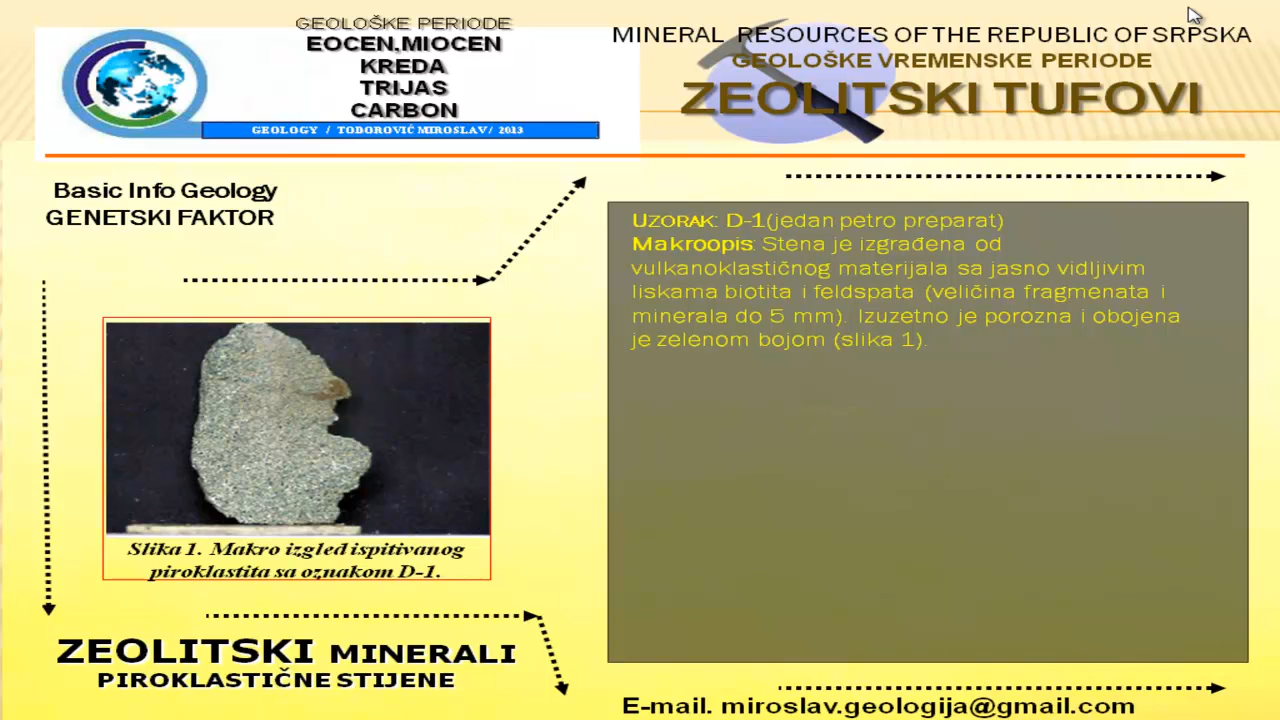 GEOLOŠKE PERIODE
EOCEN,MIOCEN
KREDA
TRIJAS
CARBON
GEOLOGY / TODOROVIĆ MIROSLAV/ 2013
MINERAL RESOURCES OF THE REPUBLIC OF SRPSKA
GEOLOŠKE VREMENSKE PERIODE
ZEOLITSKI TUFOVI
Basic Info Geology
GENETSKI FAKTOR
UZORAK: D-1(jedan petro preparat)
Makroopis: Stena je izgrađena od
vulkanoklastičnog materijala sa jasno vidljivim
liskama biotita i feldspata (veličina fragmenata i
minerala do 5 mm). Izuzetno je porozna i obojena
je zelenom bojom (slika 1).
Slika 1. Makro izgled ispitivanog
piroklastita sa oznakom D-1.
ZEOLITSKI MINERALI
PIROKLASTIČNE STIJENE
E-mail. miroslav.geologija@gmail.com